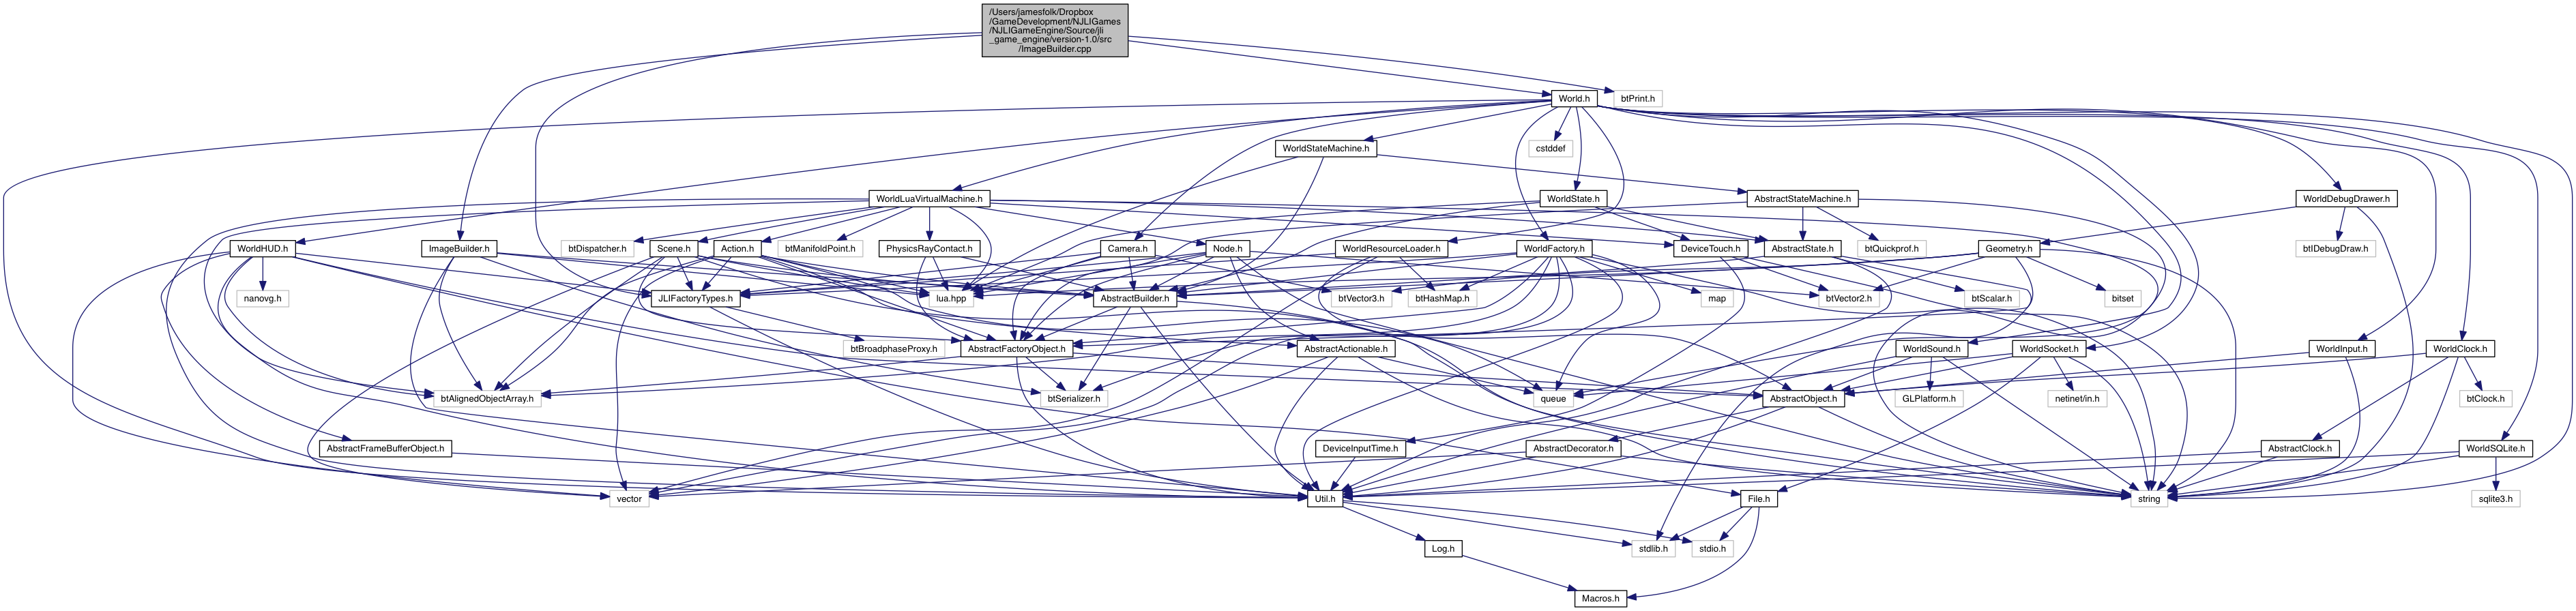 /Users/jamesfolk/Dropbox
/GameDevelopment/NJLIGames
/NJLIGameEngine/Source/jli
_game_engine/version-1.0/src
/ImageBuilder.cpp
World.h
btPrint.h
cstddef
WorldStateMachine.h
WorldLuaVirtualMachine.h
WorldState.h
AbstractStateMachine.h
WorldDebugDrawer.h
WorldHUD.h
ImageBuilder.h
btDispatcher.h
Scene.h
Action.h
btManifoldPoint.h
PhysicsRayContact.h
Camera.h
Node.h
WorldResourceLoader.h
WorldFactory.h
DeviceTouch.h
AbstractState.h
btQuickprof.h
Geometry.h
btIDebugDraw.h
nanovg.h
JLIFactoryTypes.h
lua.hpp
AbstractBuilder.h
btVector3.h
btHashMap.h
map
btVector2.h
btScalar.h
bitset
btBroadphaseProxy.h
AbstractFactoryObject.h
AbstractActionable.h
WorldSound.h
WorldSocket.h
WorldInput.h
WorldClock.h
btAlignedObjectArray.h
btSerializer.h
queue
AbstractObject.h
GLPlatform.h
netinet/in.h
btClock.h
AbstractFrameBufferObject.h
DeviceInputTime.h
AbstractDecorator.h
AbstractClock.h
WorldSQLite.h
vector
Util.h
File.h
string
sqlite3.h
Log.h
stdlib.h
stdio.h
Macros.h